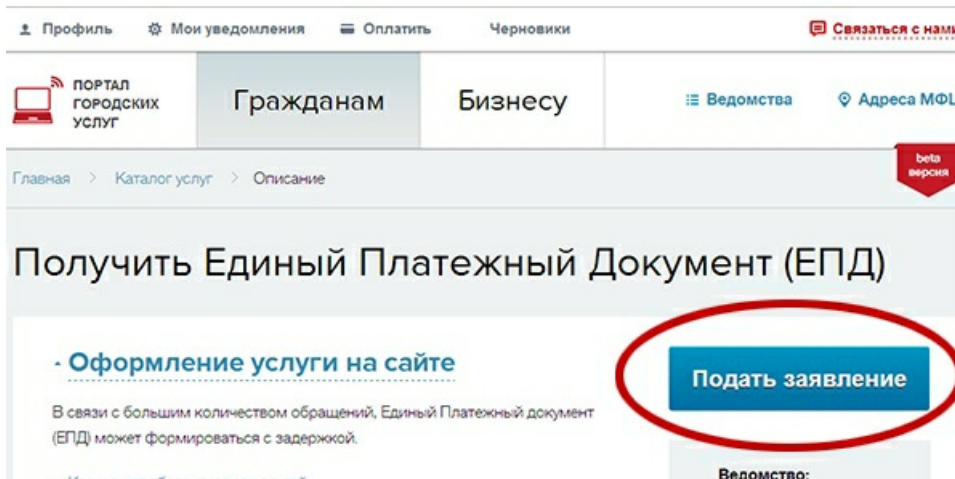 Профиль Мои уведомления Оплатить Черновики Связаться с нами
ПОРТАЛ
ГОРОДСКИХ
УСЛУГ
Гражданам Бизнесу Ведомства Адреса МФЦ
beta
версия
Главная > Каталог услуг > Описание
Получить Единый Платежный Документ (ЕПД)
· Оформление услуги на сайте
Подать заявление
В связи с большим количеством обращений, Единый Платежный документ
(ЕПД) может формироваться с задержкой.
Ведомство: